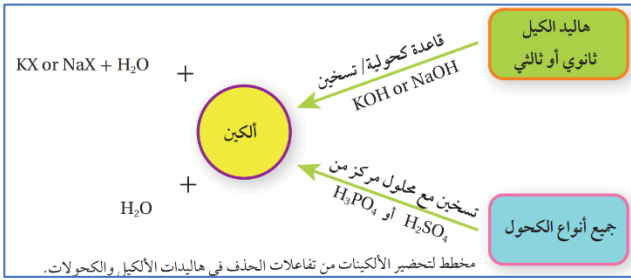 هاليد الكيل
ثانوي أو ثالثي
قاعدة كحولية/ تسخين
KOH or NaOH
KX or NaX + H₂O
+
ألكين
+
H₂O
تسخين مع محلول مركز من
H₂SO₄ أو H₃PO₄
جميع أنواع الكحول
مخطط لتحضير الألكينات من تفاعلات الحذف في هاليدات الألكيل والكحولات.